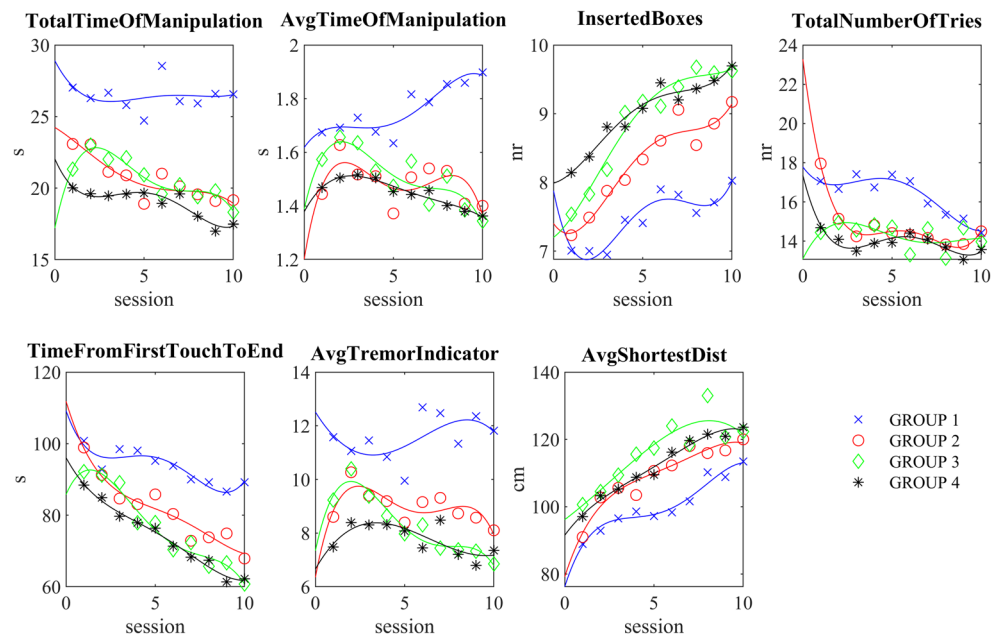 TotalTimeOfManipulation
AvgTimeOfManipulation
InsertedBoxes
TotalNumberOfTries
30
25
20
15
s
0
5
10
session
2
1.8
1.6
1.4
1.2
s
0
5
10
session
10
9
8
7
nr
0
5
10
session
24
22
20
18
16
14
nr
0
5
10
session
TimeFromFirstTouchToEnd
AvgTremorIndicator
AvgShortestDist
120
100
80
60
s
0
5
10
session
14
12
10
8
6
s
0
5
10
session
140
120
100
80
cm
0
5
10
session
GROUP 1
GROUP 2
GROUP 3
GROUP 4